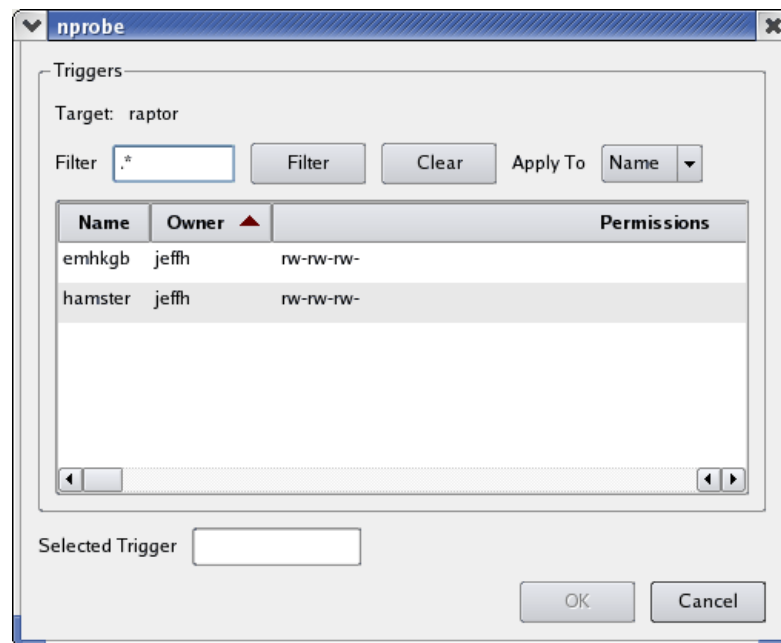 nprobe
Triggers
Target: raptor
Filter .* Filter Clear Apply To Name
Name Owner Permissions
emhkgb jeffh rw-rw-rw-
hamster jeffh rw-rw-rw-
Selected Trigger
OK Cancel